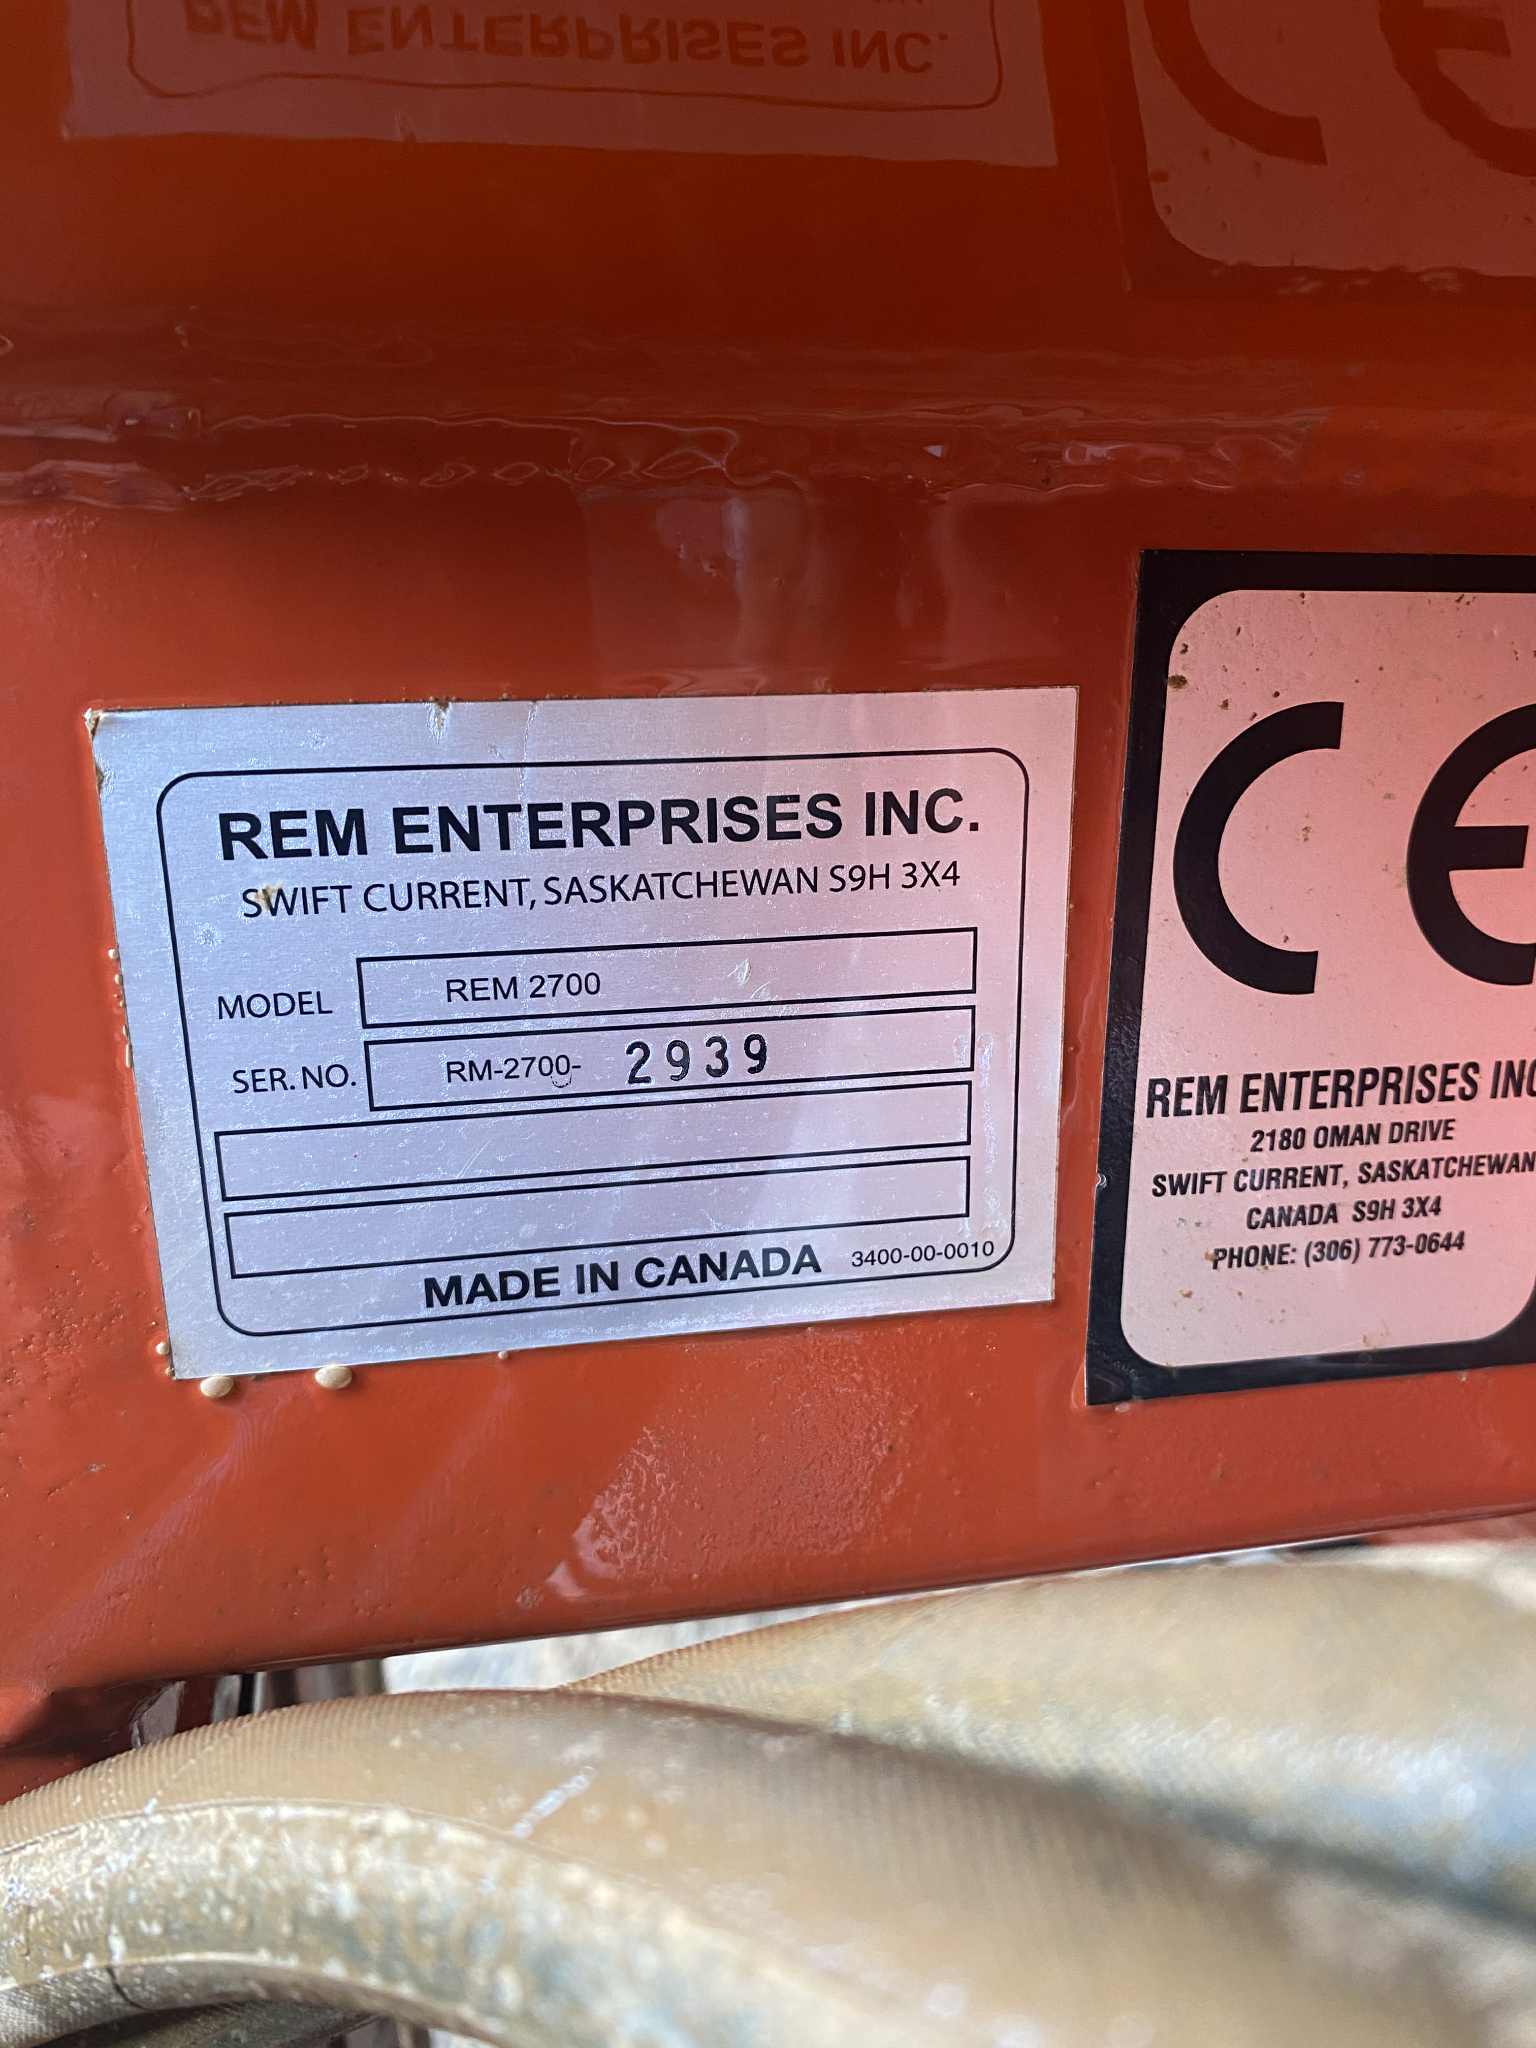 REM ENTERPRISES INC.
REM ENTERPRISES INC.
SWIFT CURRENT, SASKATCHEWAN S9H 3X4
MODEL REM 2700
SER. NO. RM-2700- 2939
MADE IN CANADA 3400-00-0010
CE
REM ENTERPRISES INC
2180 OMAN DRIVE
SWIFT CURRENT, SASKATCHEWAN
CANADA S9H 3X4
PHONE: (306) 773-0644